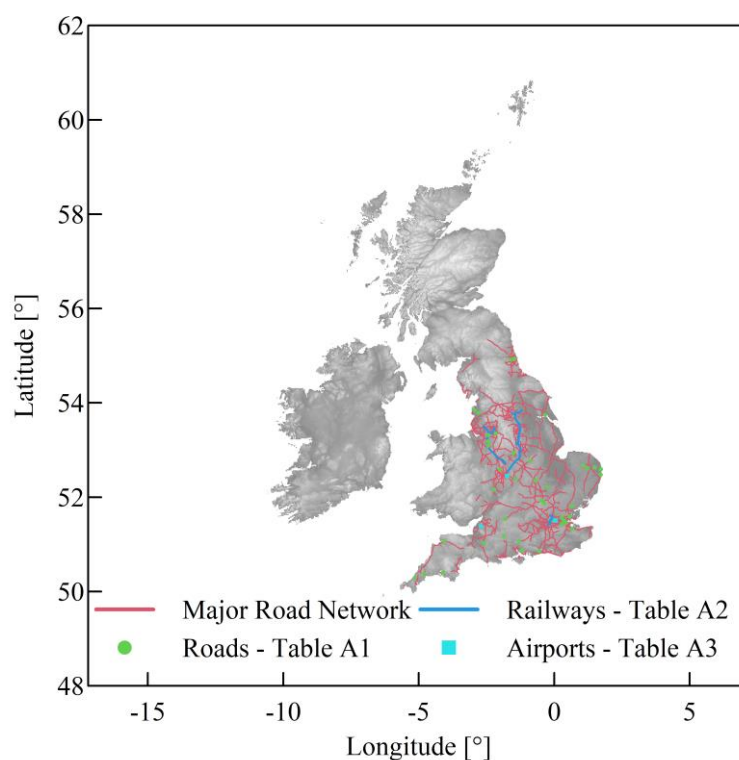 62
60
58
56
Latitude [°]
54
52
50
Major Road Network Railways - Table A2
Roads - Table A1 Airports - Table A3
48
-15 -10 -5 0 5
Longitude [°]